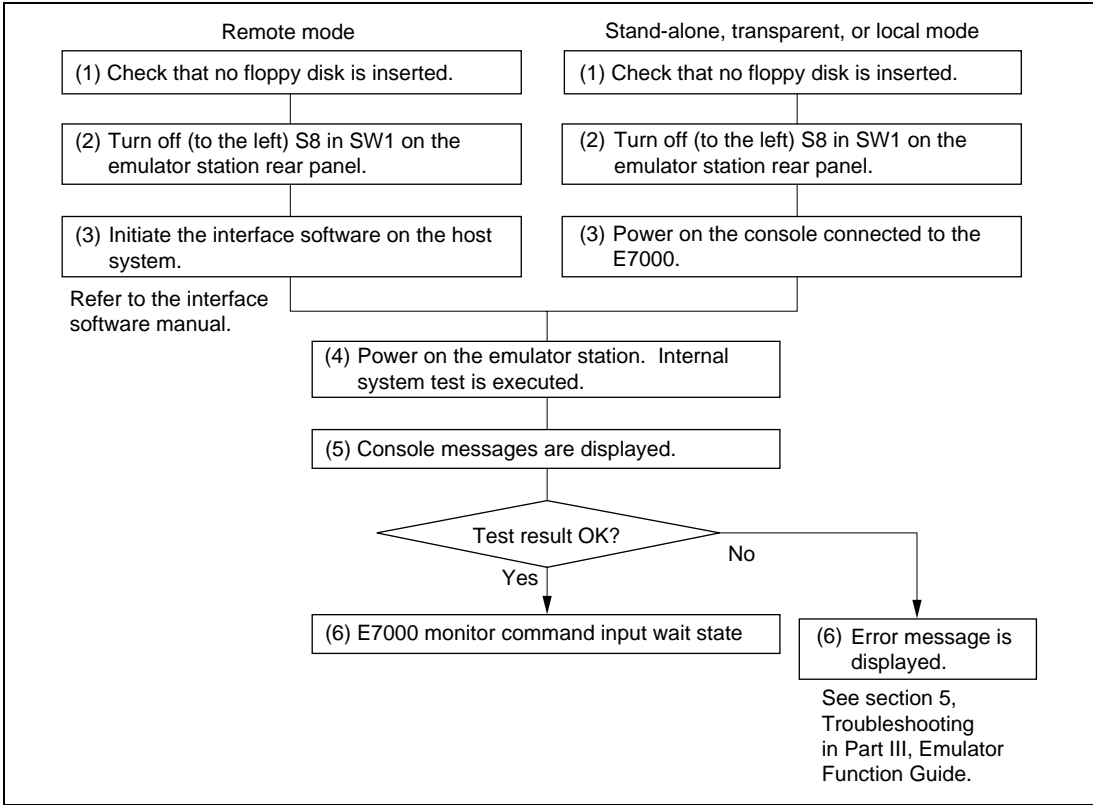 Remote mode
(1) Check that no floppy disk is inserted.
(2) Turn off (to the left) S8 in SW1 on the
emulator station rear panel.
(3) Initiate the interface software on the host
system.
Refer to the interface
software manual.
Stand-alone, transparent, or local mode
(1) Check that no floppy disk is inserted.
(2) Turn off (to the left) S8 in SW1 on the
emulator station rear panel.
(3) Power on the console connected to the
E7000.
(4) Power on the emulator station. Internal
system test is executed.
(5) Console messages are displayed.
Test result OK?
No
Yes
(6) E7000 monitor command input wait state
(6) Error message is
displayed.
See section 5,
Troubleshooting
in Part III, Emulator
Function Guide.